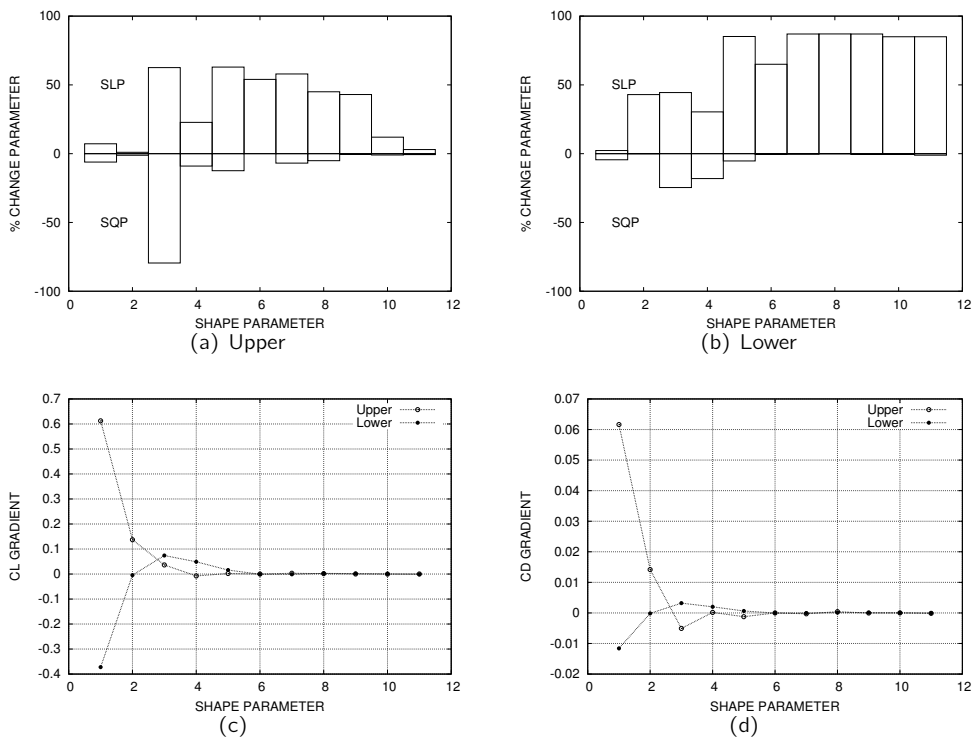 100
50
0
-50
-100
% CHANGE PARAMETER
SLP
SQP
0 2 4 6 8 10 12
SHAPE PARAMETER
(a) Upper
100
50
0
-50
-100
% CHANGE PARAMETER
SLP
SQP
0 2 4 6 8 10 12
SHAPE PARAMETER
(b) Lower
0.7
0.6
0.5
0.4
0.3
0.2
0.1
0
-0.1
-0.2
-0.3
-0.4
CL GRADIENT
Upper
Lower
0 2 4 6 8 10 12
SHAPE PARAMETER
(c)
0.07
0.06
0.05
0.04
0.03
0.02
0.01
0
-0.01
-0.02
CD GRADIENT
Upper
Lower
0 2 4 6 8 10 12
SHAPE PARAMETER
(d)